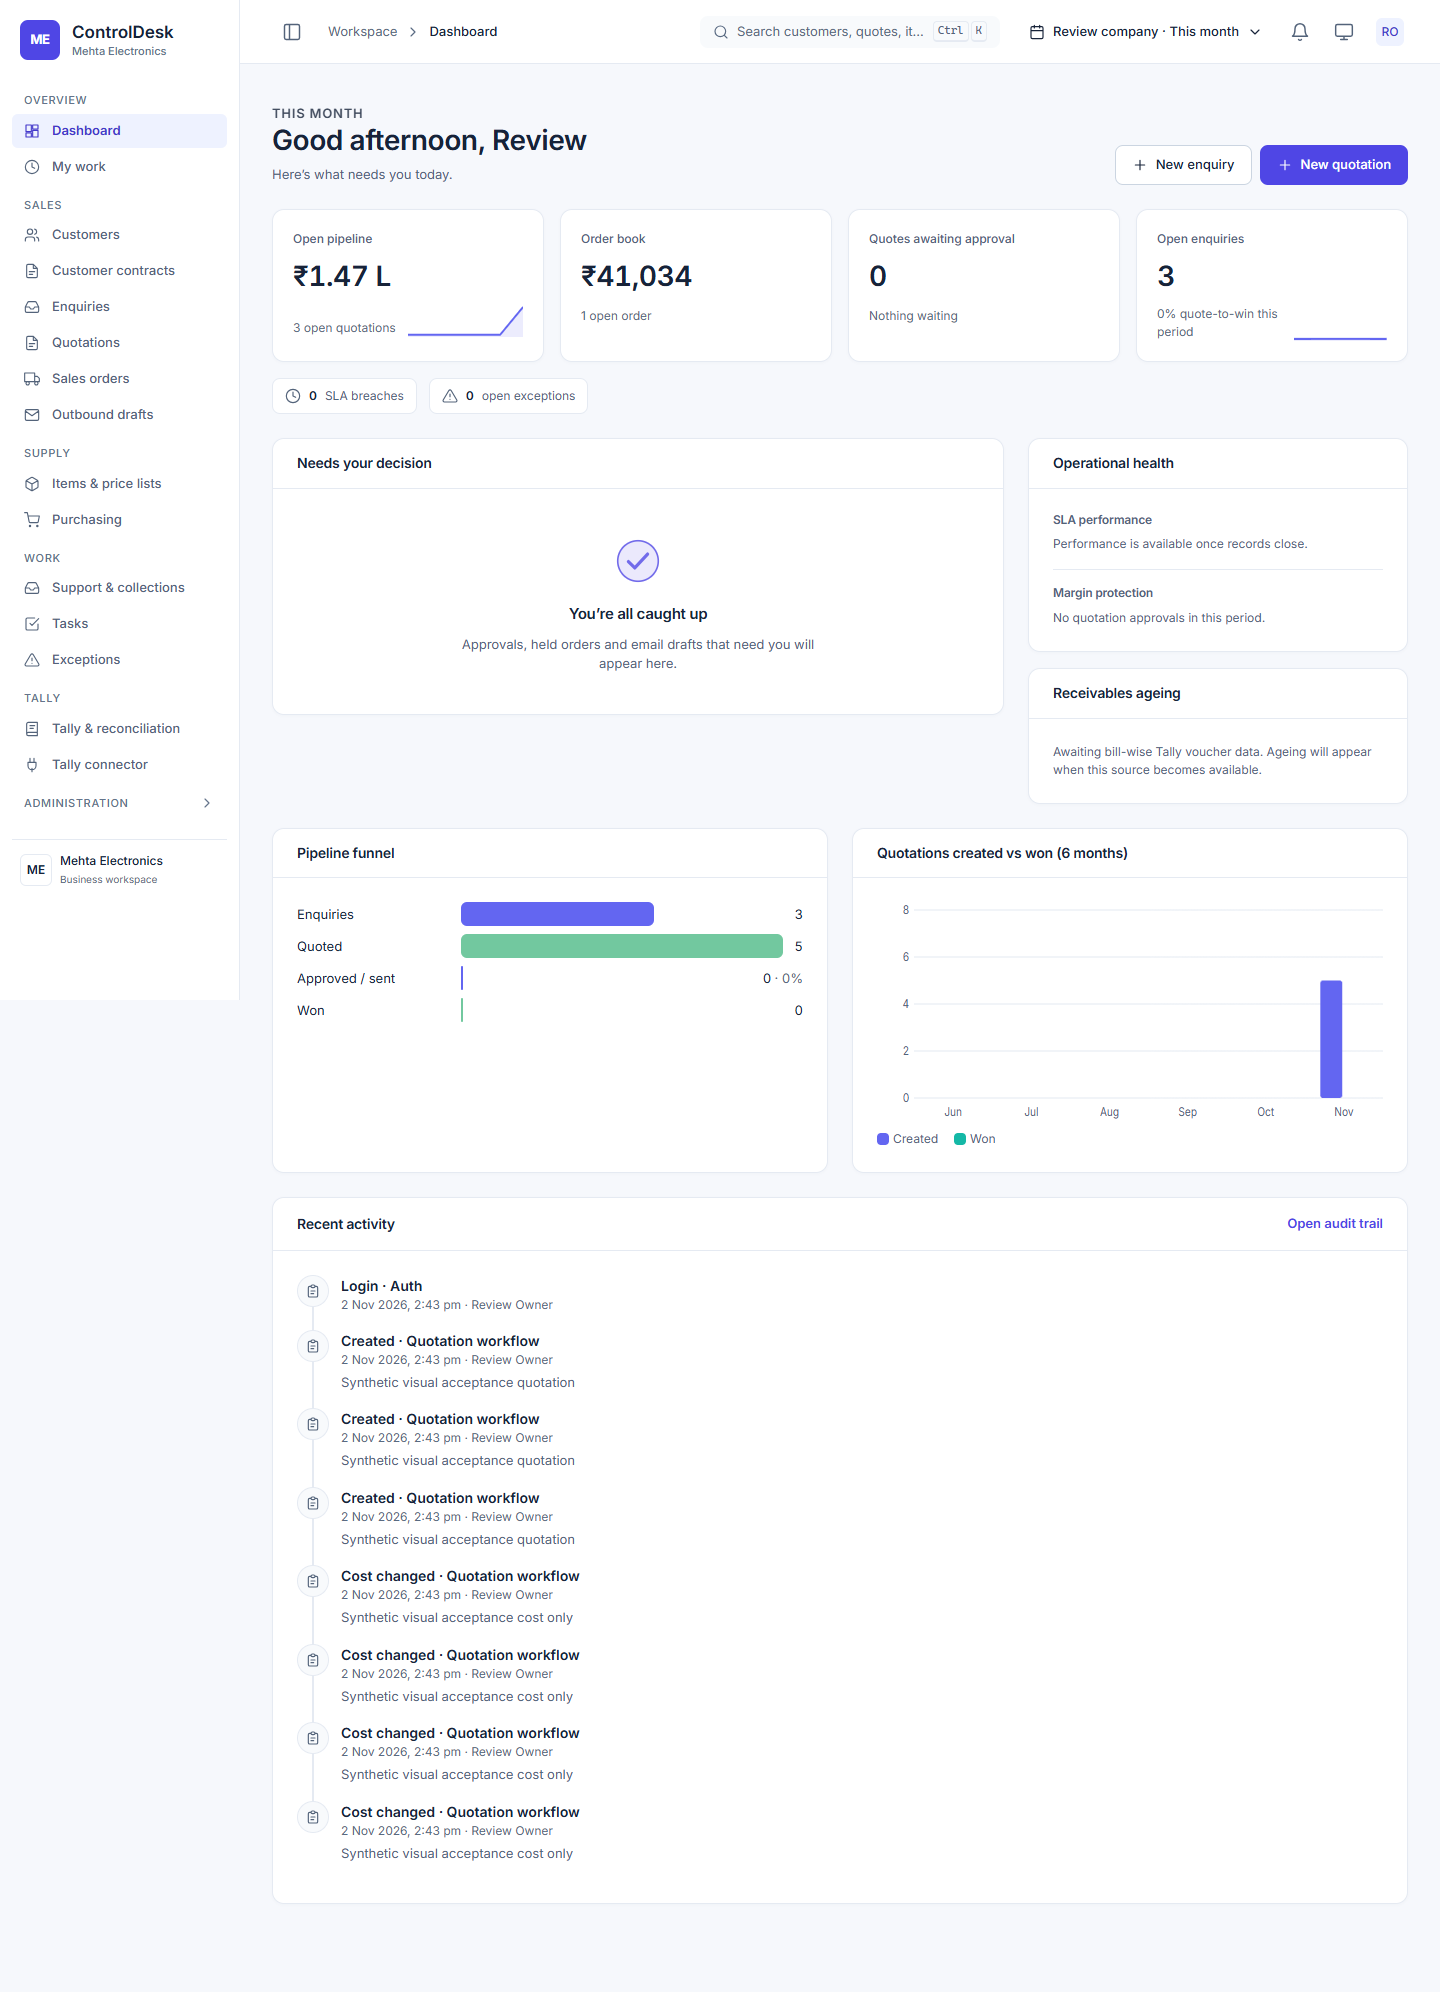 ME
ControlDesk
Mehta Electronics
OVERVIEW
Dashboard
My work
SALES
Customers
Customer contracts
Enquiries
Quotations
Sales orders
Outbound drafts
SUPPLY
Items & price lists
Purchasing
WORK
Support & collections
Tasks
Exceptions
TALLY
Tally & reconciliation
Tally connector
ADMINISTRATION
ME
Mehta Electronics
Business workspace
Workspace > Dashboard
Search customers, quotes, it... Ctrl K
Review company · This month
RO
THIS MONTH
Good afternoon, Review
Here’s what needs you today.
+ New enquiry
+ New quotation
Open pipeline
₹1.47 L
3 open quotations
Order book
₹41,034
1 open order
Quotes awaiting approval
0
Nothing waiting
Open enquiries
3
0% quote-to-win this
period
0 SLA breaches
0 open exceptions
Needs your decision
You’re all caught up
Approvals, held orders and email drafts that need you will
appear here.
Operational health
SLA performance
Performance is available once records close.
Margin protection
No quotation approvals in this period.
Receivables ageing
Awaiting bill-wise Tally voucher data. Ageing will appear
when this source becomes available.
Pipeline funnel
Enquiries 3
Quoted 5
Approved / sent 0 · 0%
Won 0
Quotations created vs won (6 months)
8
6
4
2
0
Jun Jul Aug Sep Oct Nov
Created Won
Recent activity
Open audit trail
Login · Auth
2 Nov 2026, 2:43 pm · Review Owner
Created · Quotation workflow
2 Nov 2026, 2:43 pm · Review Owner
Synthetic visual acceptance quotation
Created · Quotation workflow
2 Nov 2026, 2:43 pm · Review Owner
Synthetic visual acceptance quotation
Created · Quotation workflow
2 Nov 2026, 2:43 pm · Review Owner
Synthetic visual acceptance quotation
Cost changed · Quotation workflow
2 Nov 2026, 2:43 pm · Review Owner
Synthetic visual acceptance cost only
Cost changed · Quotation workflow
2 Nov 2026, 2:43 pm · Review Owner
Synthetic visual acceptance cost only
Cost changed · Quotation workflow
2 Nov 2026, 2:43 pm · Review Owner
Synthetic visual acceptance cost only
Cost changed · Quotation workflow
2 Nov 2026, 2:43 pm · Review Owner
Synthetic visual acceptance cost only